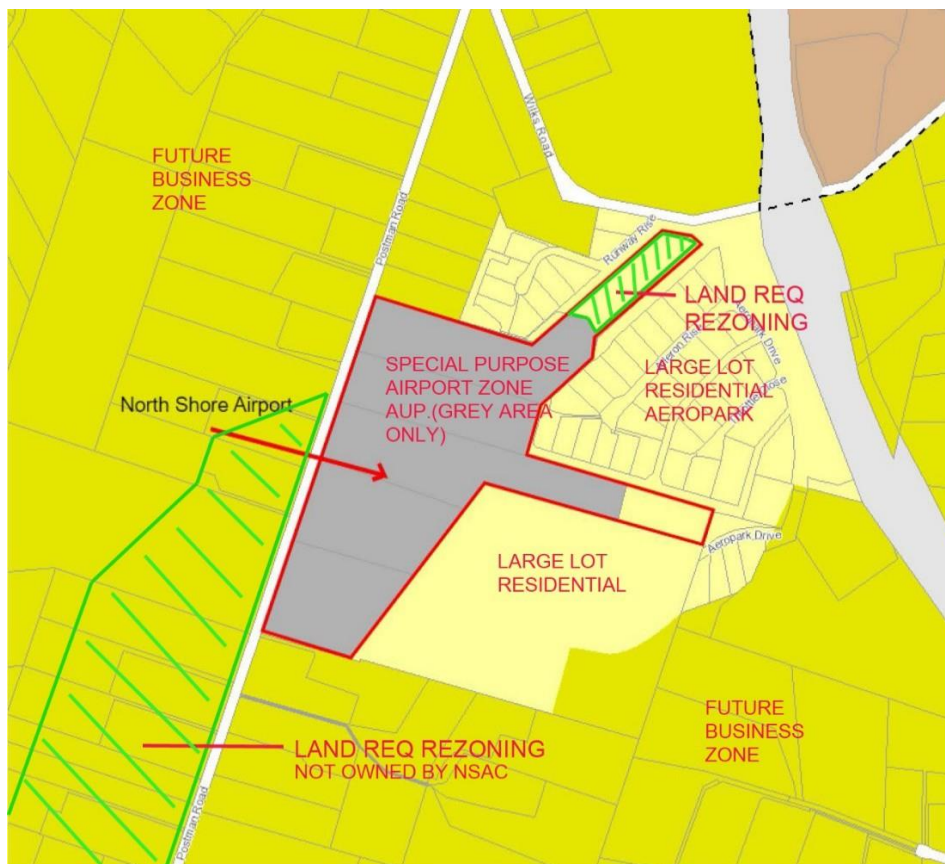 Wilks Road
FUTURE
BUSINESS
ZONE
Postman Road
Runway Rise
LAND REQ
REZONING
Aeropark Drive
SPECIAL PURPOSE
AIRPORT ZONE
AUP.(GREY AREA
ONLY)
LARGE LOT
RESIDENTIAL
AEROPARK
North Shore Airport
LARGE LOT
RESIDENTIAL
Aeropark Drive
FUTURE
BUSINESS
ZONE
LAND REQ REZONING
NOT OWNED BY NSAC
Postman Road